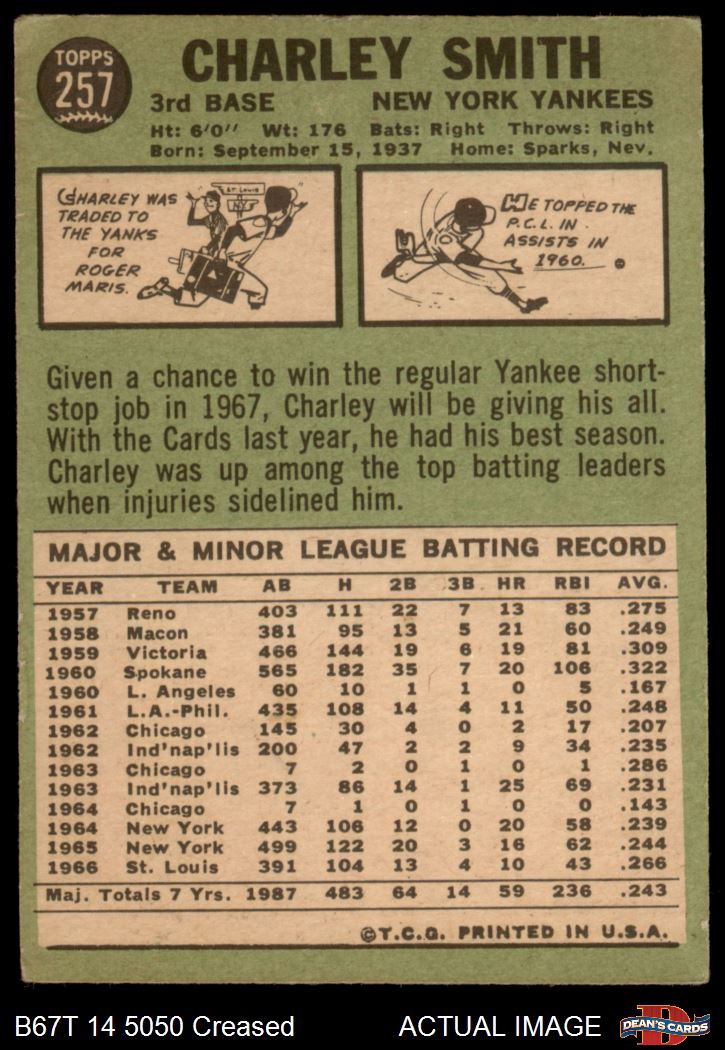 TOPPS
257
CHARLEY SMITH
3rd BASE NEW YORK YANKEES
Ht: 6'0" Wt: 176 Bats: Right Throws: Right
Born: September 15, 1937 Home: Sparks, Nev.
CHARLEY WAS
TRADED TO
THE YANKS
FOR
ROGER
MARIS.
ST. LOUIS
N.Y.
HE TOPPED THE
P.C.L. IN
ASSISTS IN
1960.
Given a chance to win the regular Yankee short-
stop job in 1967, Charley will be giving his all.
With the Cards last year, he had his best season.
Charley was up among the top batting leaders
when injuries sidelined him.
MAJOR & MINOR LEAGUE BATTING RECORD
YEAR TEAM AB H 2B 3B HR RBI AVG.
1957 Reno 403 111 22 7 13 83 .275
1958 Macon 381 95 13 5 21 60 .249
1959 Victoria 466 144 19 6 19 81 .309
1960 Spokane 565 182 35 7 20 106 .322
1960 L. Angeles 60 10 1 1 0 5 .167
1961 L.A.-Phil. 435 108 14 4 11 50 .248
1962 Chicago 145 30 4 0 2 17 .207
1962 Ind'nap'lis 200 47 2 2 9 34 .235
1963 Chicago 7 2 0 1 0 1 .286
1963 Ind'nap'lis 373 86 14 1 25 69 .231
1964 Chicago 7 1 0 1 0 0 .143
1964 New York 443 106 12 0 20 58 .239
1965 New York 499 122 20 3 16 62 .244
1966 St. Louis 391 104 13 4 10 43 .266
Maj. Totals 7 Yrs. 1987 483 64 14 59 236 .243
©T.C.G. PRINTED IN U.S.A.
B67T 14 5050 Creased ACTUAL IMAGE
D
DEAN'S CARDS